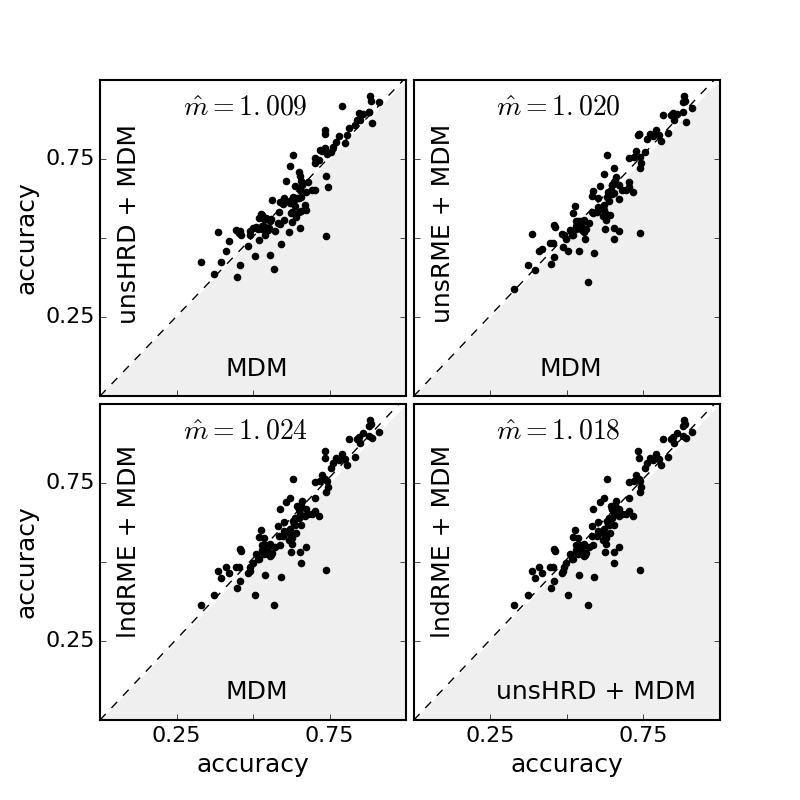 m̂ = 1.009
unsHRD + MDM
MDM
accuracy
0.75
0.25
m̂ = 1.020
unsRME + MDM
MDM
m̂ = 1.024
IndRME + MDM
MDM
accuracy
0.75
0.25
0.25
0.75
accuracy
m̂ = 1.018
IndRME + MDM
unsHRD + MDM
0.25
0.75
accuracy